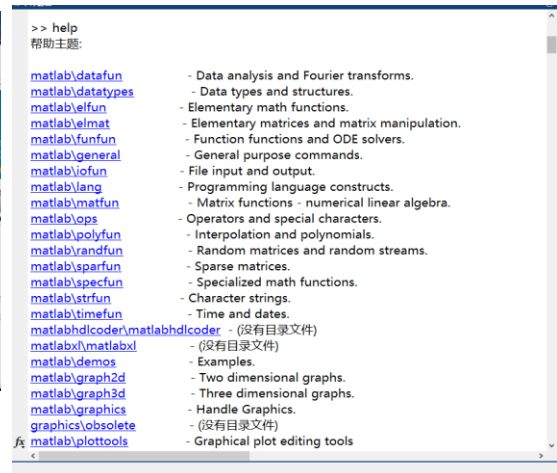 >> help
帮助主题:
matlab\datafun - Data analysis and Fourier transforms.
matlab\datatypes - Data types and structures.
matlab\elfun - Elementary math functions.
matlab\elmat - Elementary matrices and matrix manipulation.
matlab\funfun - Function functions and ODE solvers.
matlab\general - General purpose commands.
matlab\iofun - File input and output.
matlab\lang - Programming language constructs.
matlab\matfun - Matrix functions - numerical linear algebra.
matlab\ops - Operators and special characters.
matlab\polyfun - Interpolation and polynomials.
matlab\randfun - Random matrices and random streams.
matlab\sparfun - Sparse matrices.
matlab\specfun - Specialized math functions.
matlab\strfun - Character strings.
matlab\timefun - Time and dates.
matlabhdlcoder\matlabhdlcoder - (没有目录文件)
matlabxl\matlabxl - (没有目录文件)
matlab\demos - Examples.
matlab\graph2d - Two dimensional graphs.
matlab\graph3d - Three dimensional graphs.
matlab\graphics - Handle Graphics.
graphics\obsolete - (没有目录文件)
fx matlab\plottools - Graphical plot editing tools